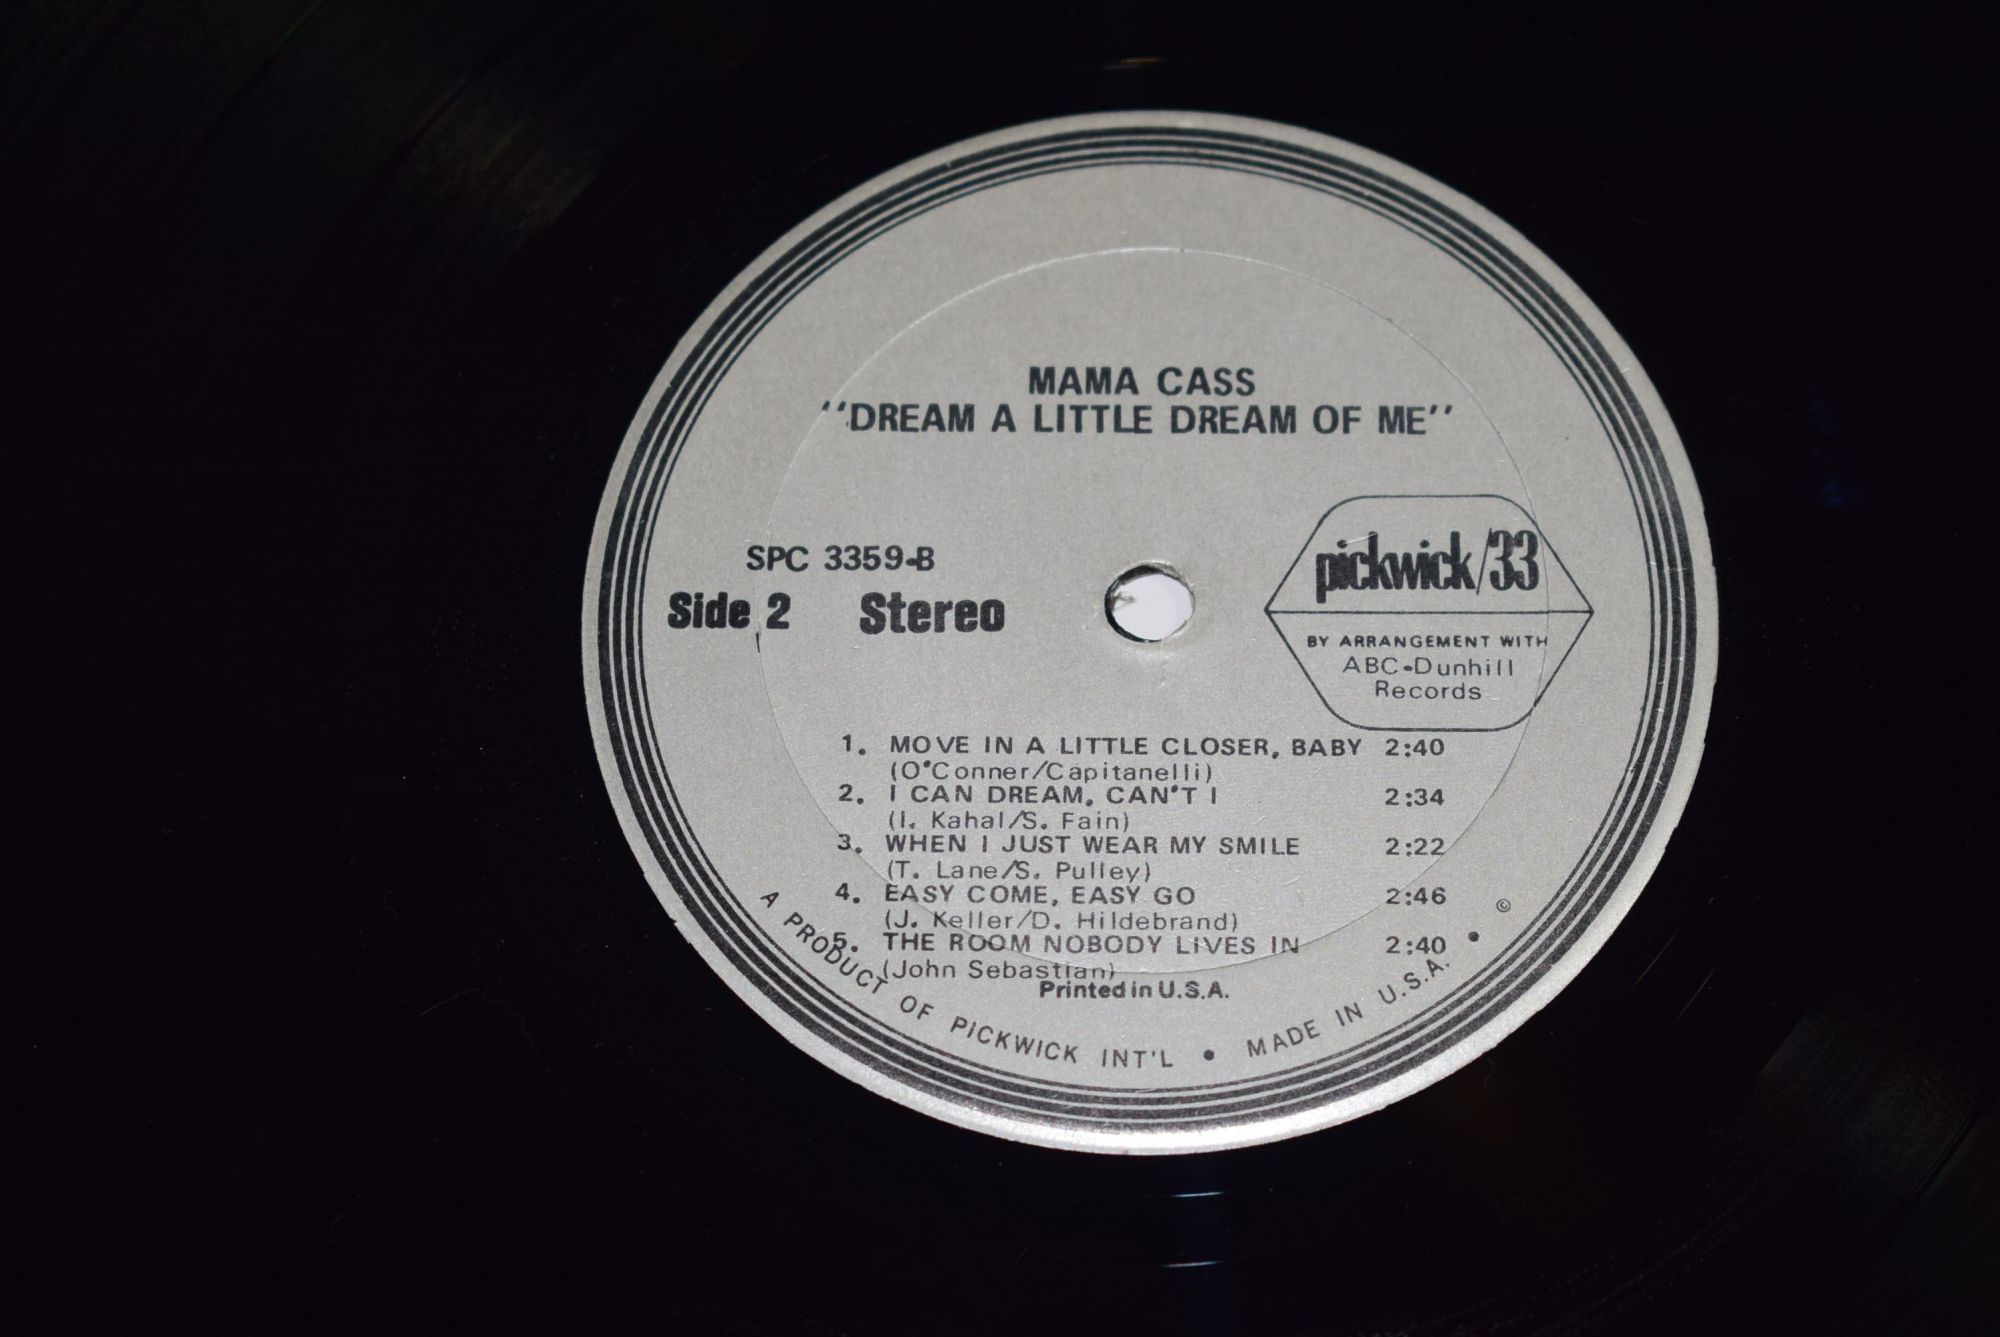 MAMA CASS
"DREAM A LITTLE DREAM OF ME"
SPC 3359-B
Side 2 Stereo
pickwick/33
BY ARRANGEMENT WITH
ABC-Dunhill
Records
1. MOVE IN A LITTLE CLOSER, BABY 2:40
(O'Conner/Capitanelli)
2. I CAN DREAM, CAN'T I 2:34
(I. Kahal/S. Fain)
3. WHEN I JUST WEAR MY SMILE 2:22
(T. Lane/S. Pulley)
4. EASY COME, EASY GO 2:46
(J. Keller/D. Hildebrand)
5. THE ROOM NOBODY LIVES IN 2:40
(John Sebastian)
Printed in U.S.A.
A PRODUCT OF PICKWICK INT'L • MADE IN U.S.A. •
©